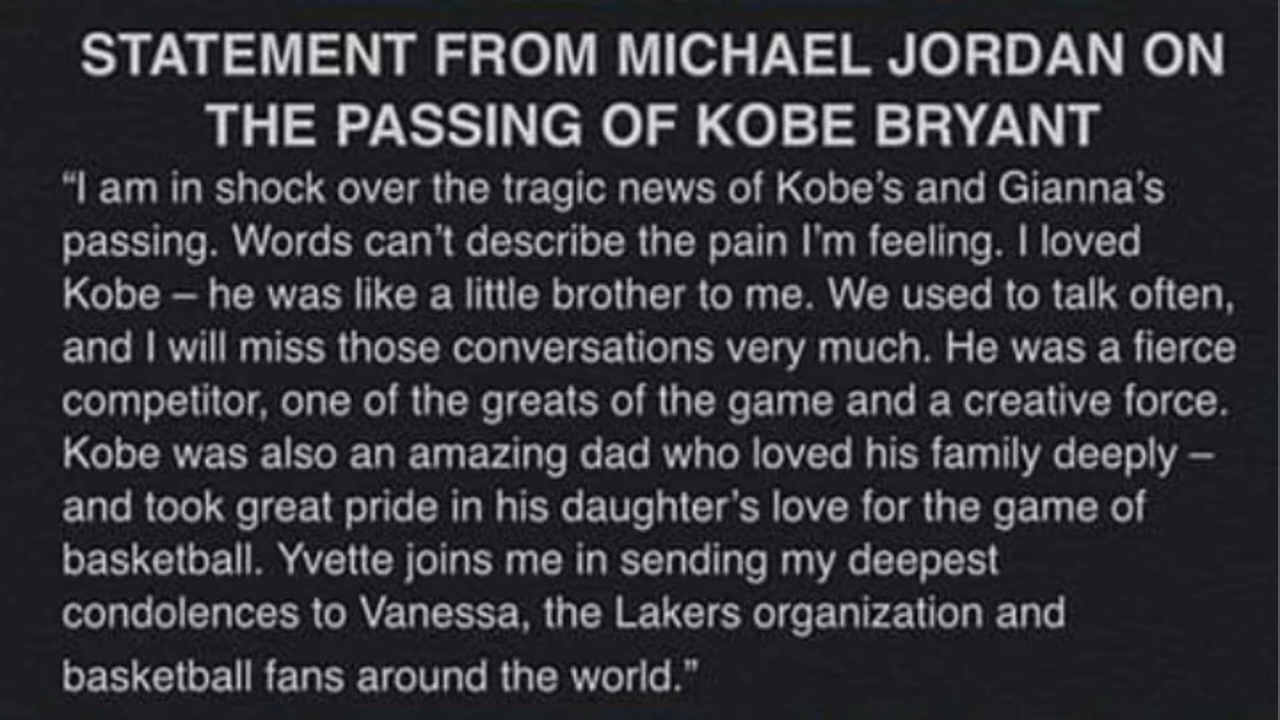 STATEMENT FROM MICHAEL JORDAN ON
THE PASSING OF KOBE BRYANT
“I am in shock over the tragic news of Kobe’s and Gianna’s
passing. Words can’t describe the pain I’m feeling. I loved
Kobe – he was like a little brother to me. We used to talk often,
and I will miss those conversations very much. He was a fierce
competitor, one of the greats of the game and a creative force.
Kobe was also an amazing dad who loved his family deeply –
and took great pride in his daughter’s love for the game of
basketball. Yvette joins me in sending my deepest
condolences to Vanessa, the Lakers organization and
basketball fans around the world.”